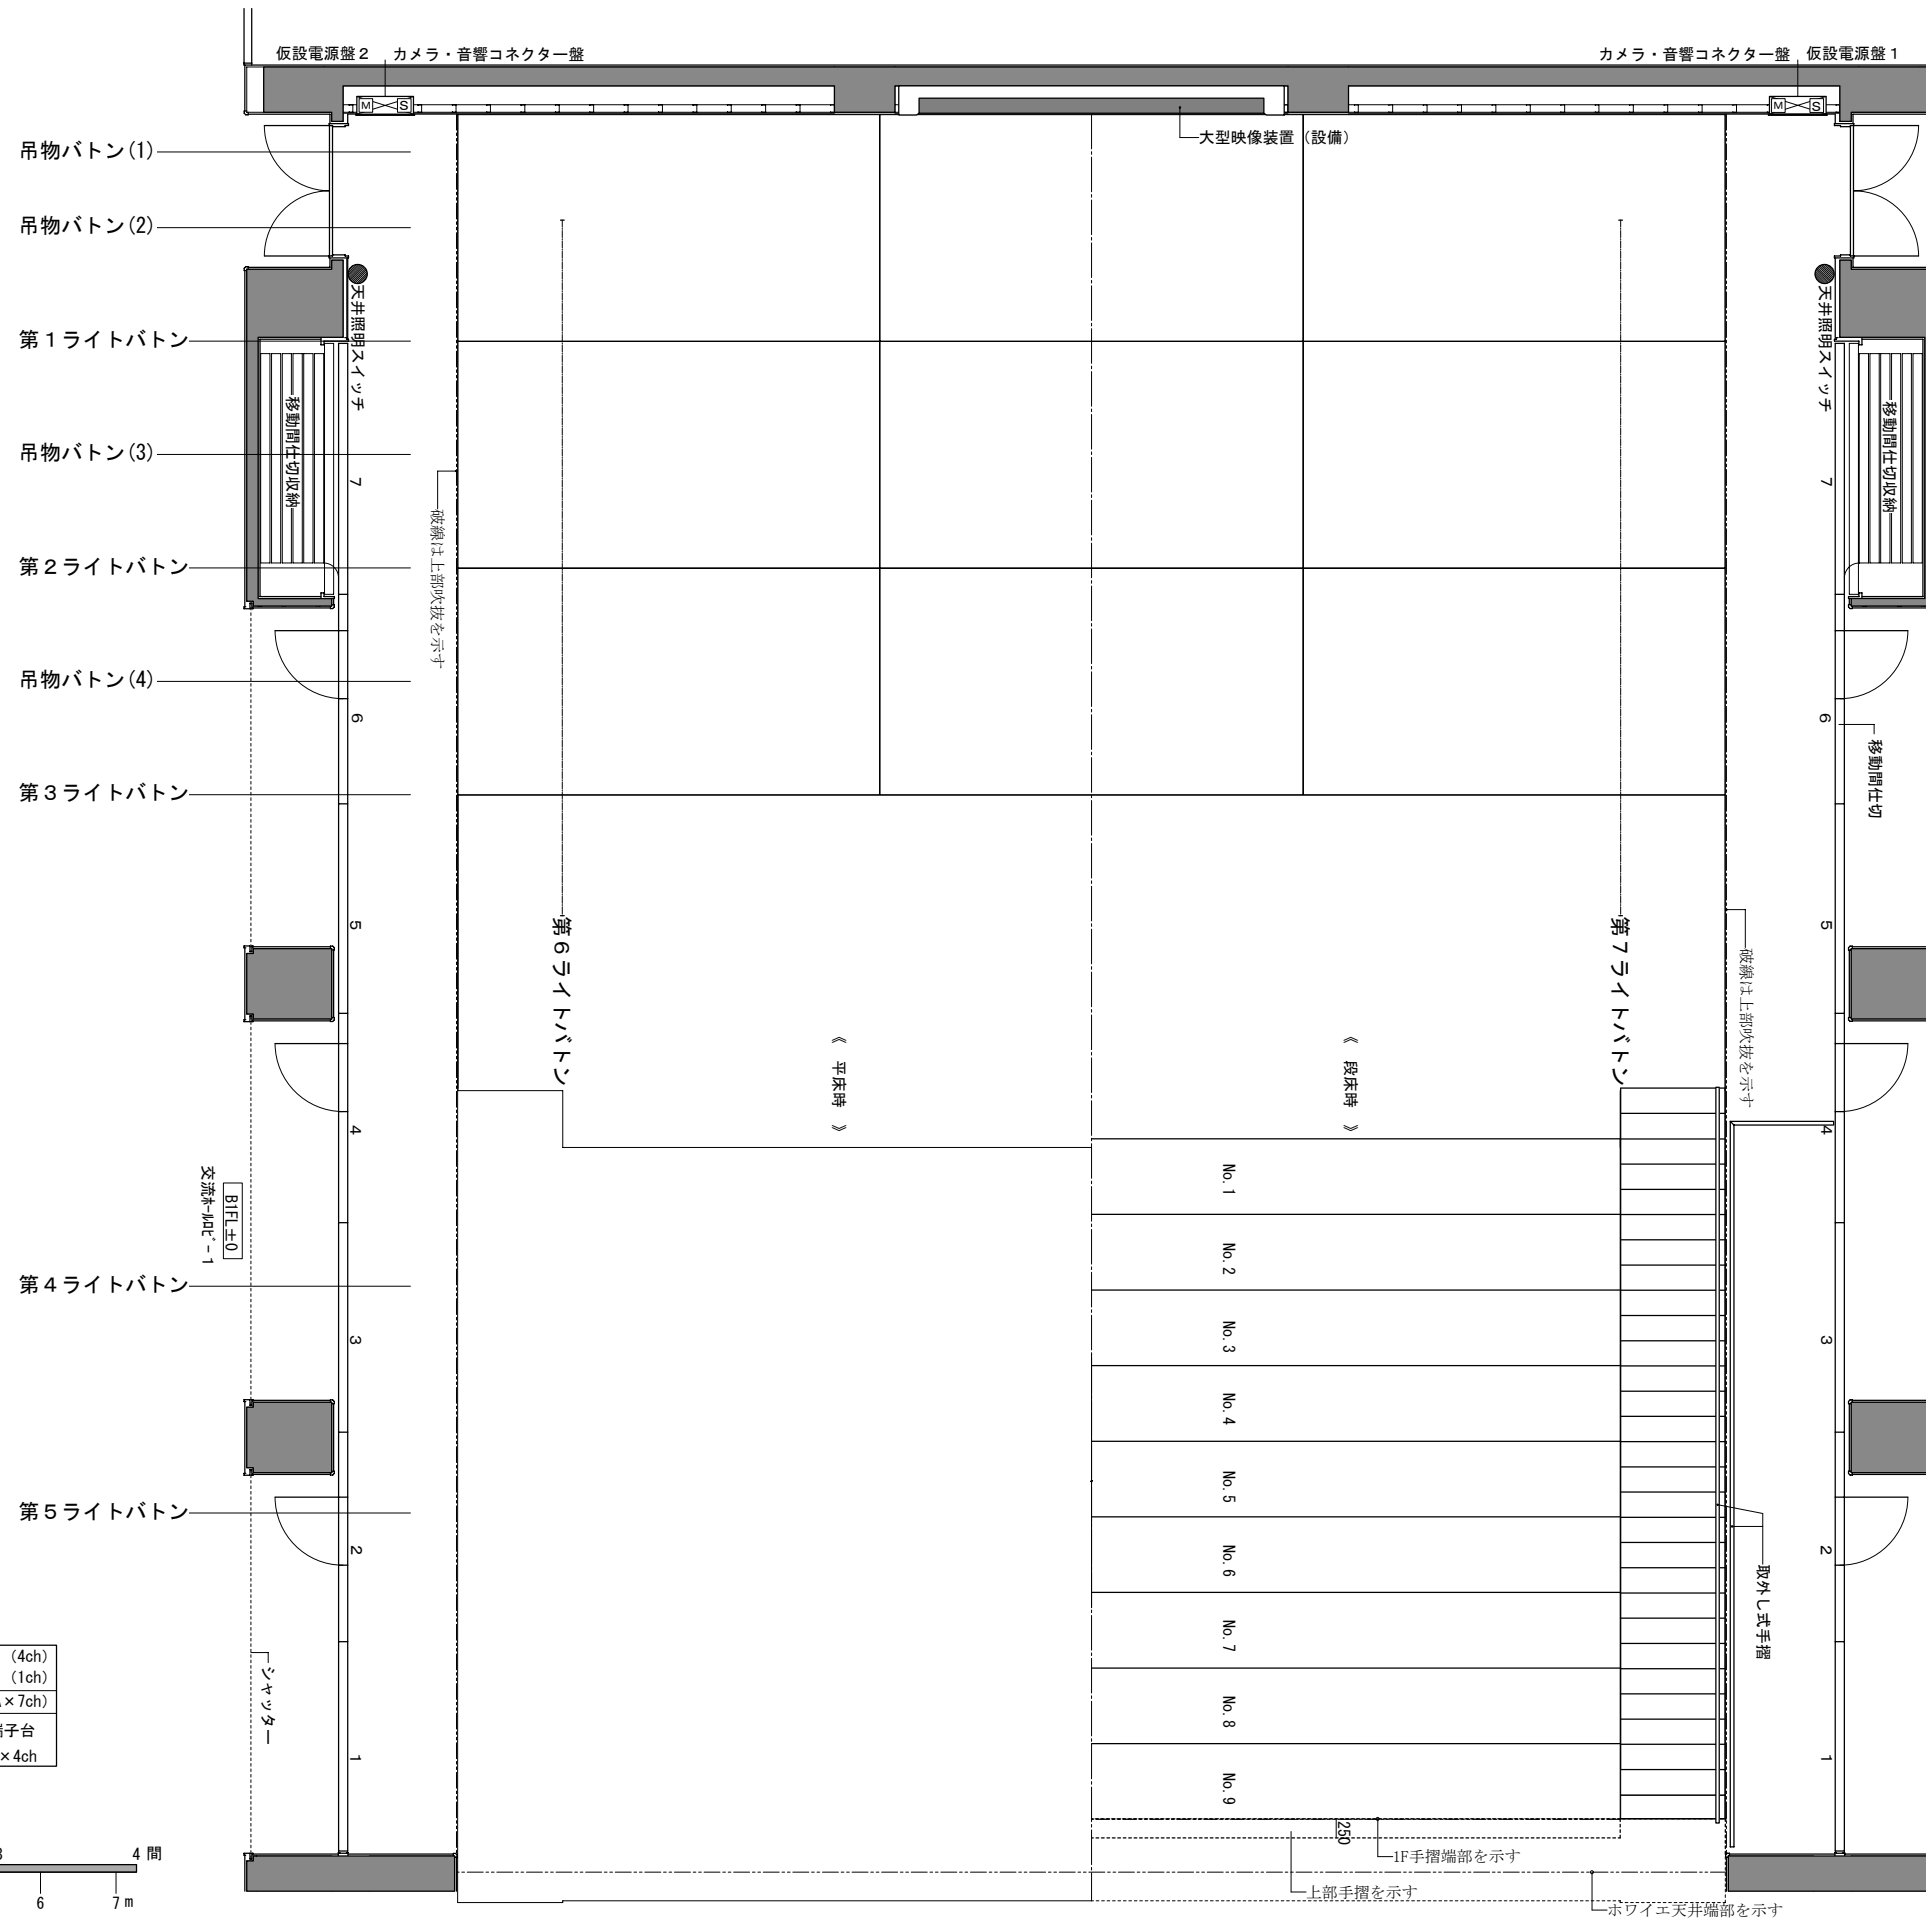 仮設電源盤２ カメラ・音響コネクター盤
カメラ・音響コネクター盤 仮設電源盤１
M S
M S
大型映像装置（設備）
吊物バトン(1)
吊物バトン(2)
第１ライトバトン
吊物バトン(3)
第２ライトバトン
吊物バトン(4)
第３ライトバトン
第４ライトバトン
第５ライトバトン
天井照明スイッチ
天井照明スイッチ
移動間仕切収納
移動間仕切収納
破線は上部吹抜を示す
破線は上部吹抜を示す
移動間仕切
7
6
5
4
3
2
1
7
6
5
4
3
2
1
第６ライトバトン
第７ライトバトン
《 平床時 》
《 段床時 》
No.1
No.2
No.3
No.4
No.5
No.6
No.7
No.8
No.9
B1FL±0
交流ホールロビー1
シャッター
取外し式手摺
250
1F手摺端部を示す
上部手摺を示す
ホワイエ天井端部を示す
(4ch)
(1ch)
×7ch)
子台
×4ch
4 間
6 7 m